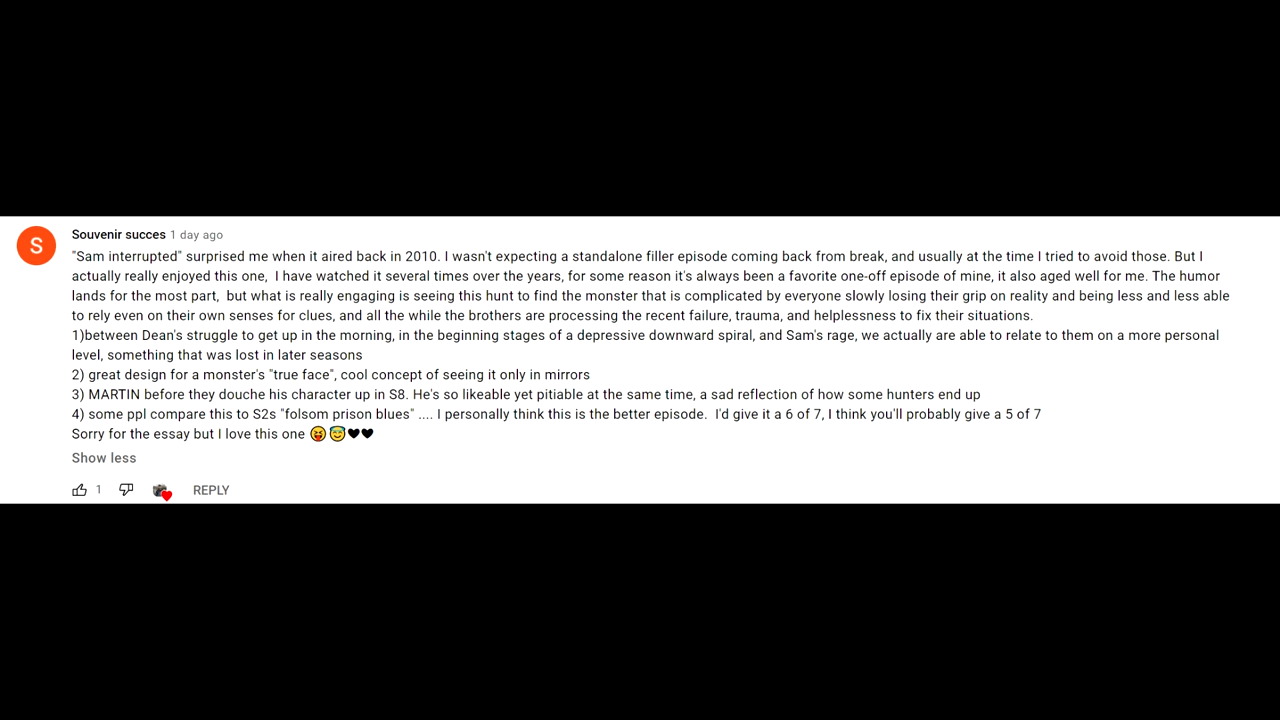 S
Souvenir succes 1 day ago
"Sam interrupted" surprised me when it aired back in 2010. I wasn't expecting a standalone filler episode coming back from break, and usually at the time I tried to avoid those. But I
actually really enjoyed this one,  I have watched it several times over the years, for some reason it's always been a favorite one-off episode of mine, it also aged well for me. The humor
lands for the most part,  but what is really engaging is seeing this hunt to find the monster that is complicated by everyone slowly losing their grip on reality and being less and less able
to rely even on their own senses for clues, and all the while the brothers are processing the recent failure, trauma, and helplessness to fix their situations.
1)between Dean's struggle to get up in the morning, in the beginning stages of a depressive downward spiral, and Sam's rage, we actually are able to relate to them on a more personal
level, something that was lost in later seasons
2) great design for a monster's "true face", cool concept of seeing it only in mirrors
3) MARTIN before they douche his character up in S8. He's so likeable yet pitiable at the same time, a sad reflection of how some hunters end up
4) some ppl compare this to S2s "folsom prison blues" .... I personally think this is the better episode.  I'd give it a 6 of 7, I think you'll probably give a 5 of 7
Sorry for the essay but I love this one 😝😇🖤🖤
Show less
1 REPLY